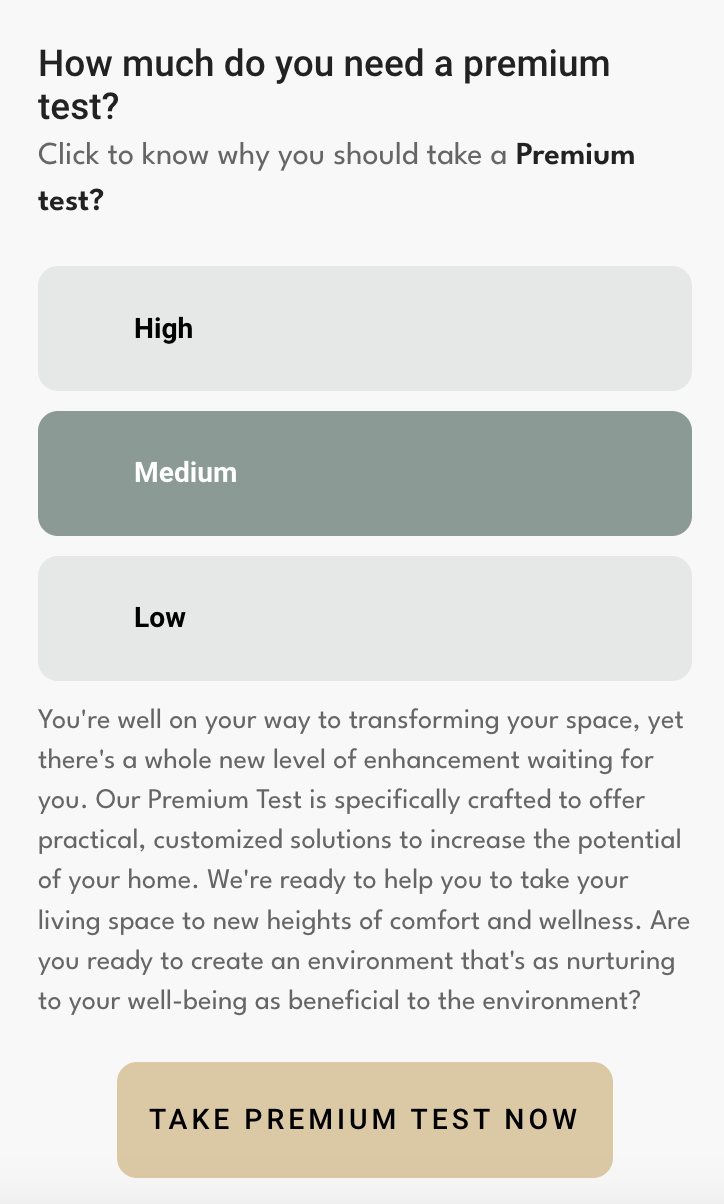 How much do you need a premium
test?
Click to know why you should take a Premium
test?
High
Medium
Low
You're well on your way to transforming your space, yet
there's a whole new level of enhancement waiting for
you. Our Premium Test is specifically crafted to offer
practical, customized solutions to increase the potential
of your home. We're ready to help you to take your
living space to new heights of comfort and wellness. Are
you ready to create an environment that's as nurturing
to your well-being as beneficial to the environment?
TAKE PREMIUM TEST NOW